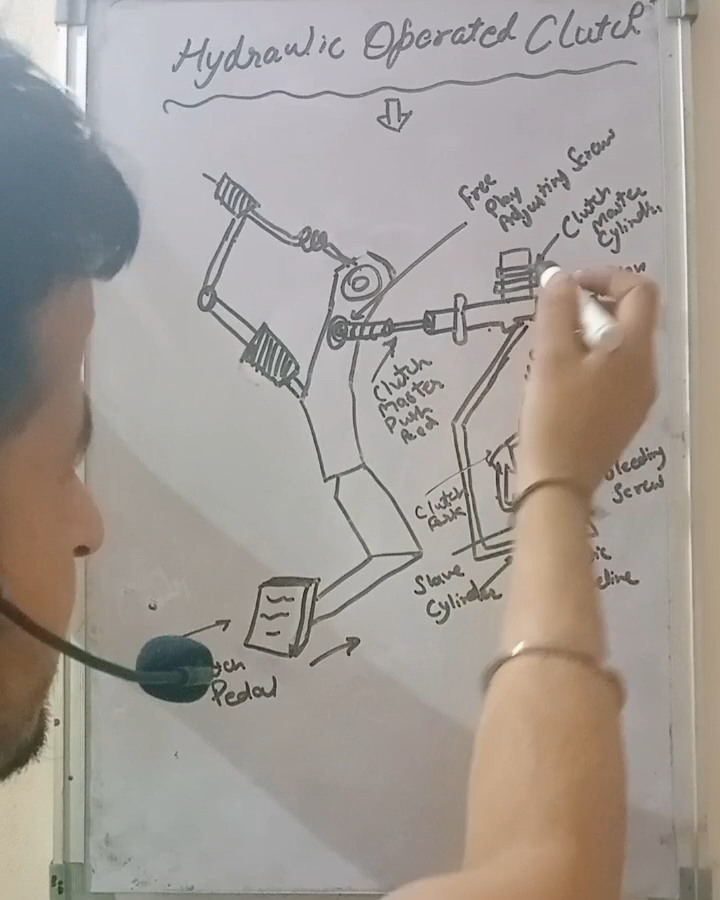 Hydraulic Operated Clutch
Free
Play
Adjusting Screw
Clutch
Master
Cylinder
Clutch
Master
Push
Rod
Bleeding
Screw
Clutch
Fork
Slave
Cylinder
Pedal